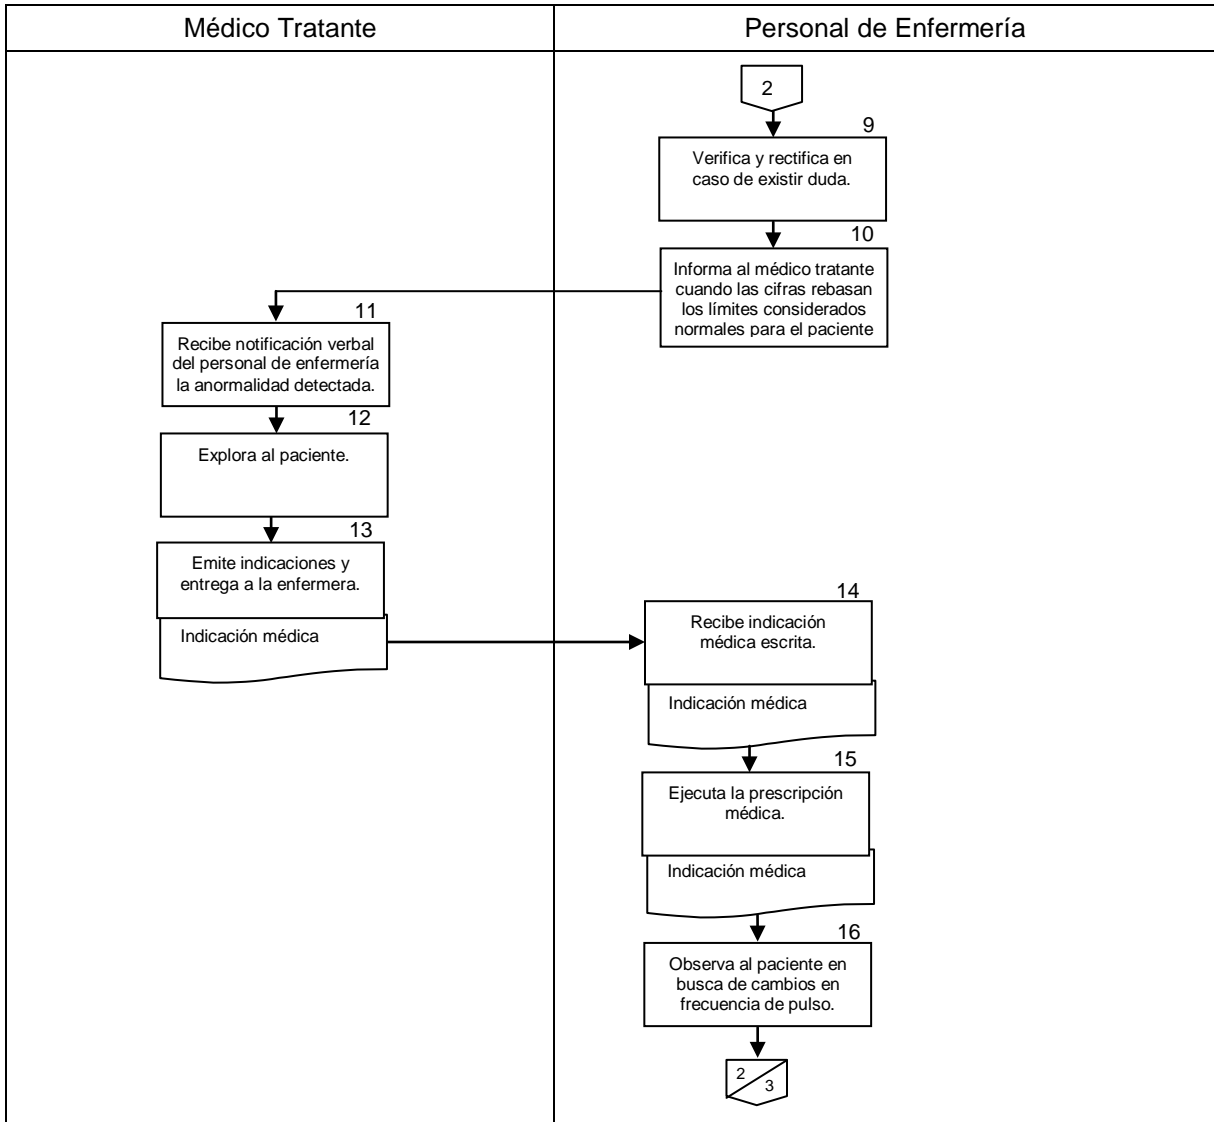 Médico Tratante
Personal de Enfermería
2
9
Verifica y rectifica en
caso de existir duda.
10
Informa al médico tratante
cuando las cifras rebasan
los límites considerados
normales para el paciente
11
Recibe notificación verbal
del personal de enfermería
la anormalidad detectada.
12
Explora al paciente.
13
Emite indicaciones y
entrega a la enfermera.
Indicación médica
14
Recibe indicación
médica escrita.
Indicación médica
15
Ejecuta la prescripción
médica.
Indicación médica
16
Observa al paciente en
busca de cambios en
frecuencia de pulso.
2
3